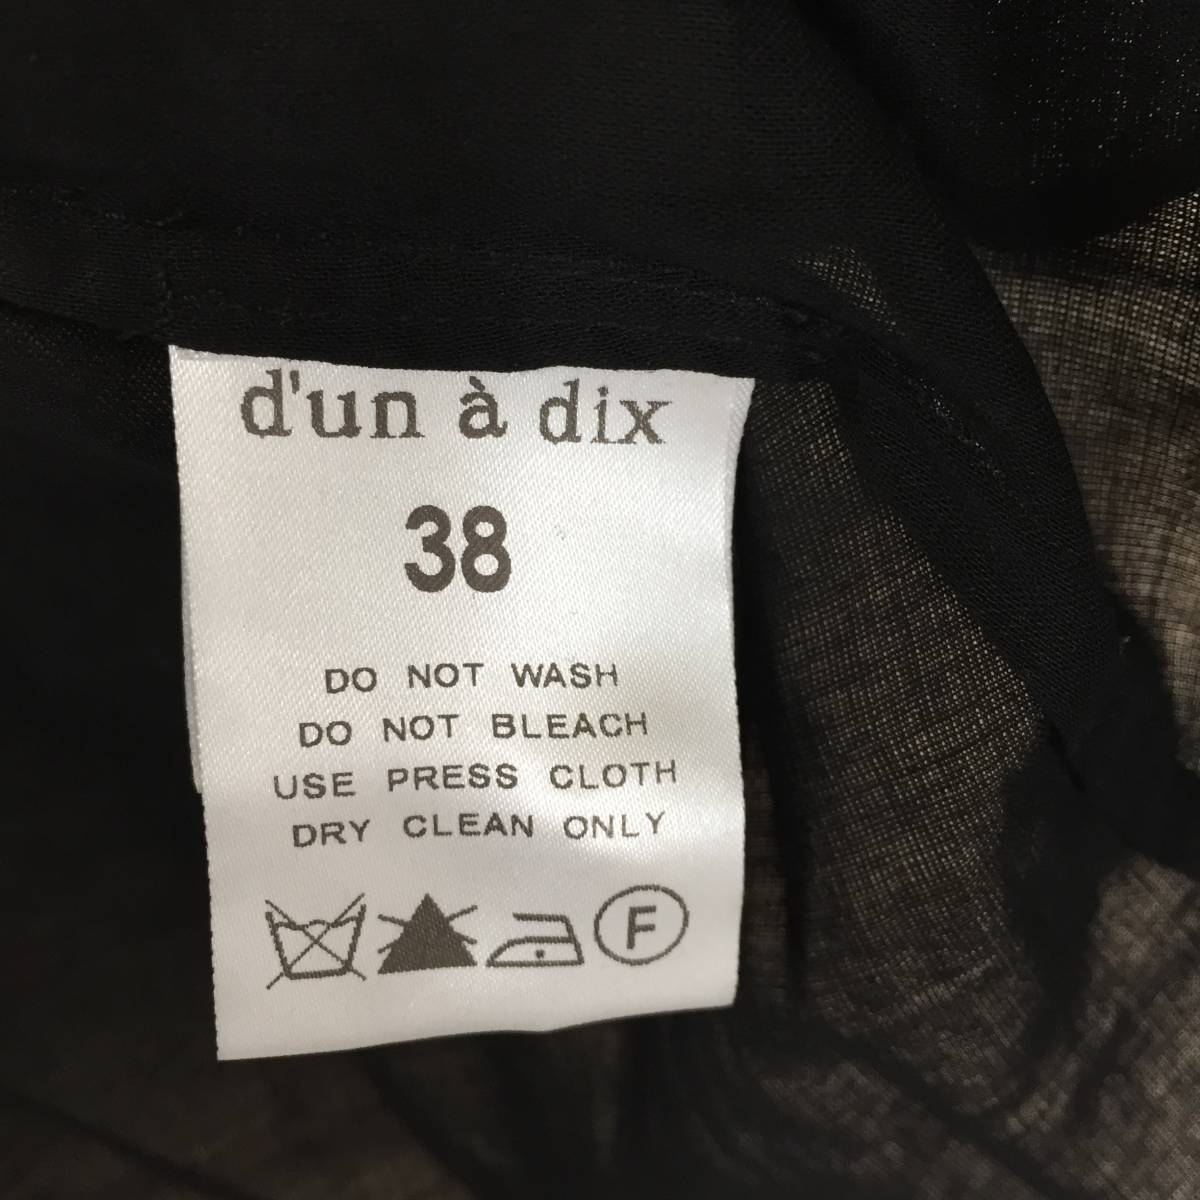 d'un à dix
38
DO NOT WASH
DO NOT BLEACH
USE PRESS CLOTH
DRY CLEAN ONLY
F